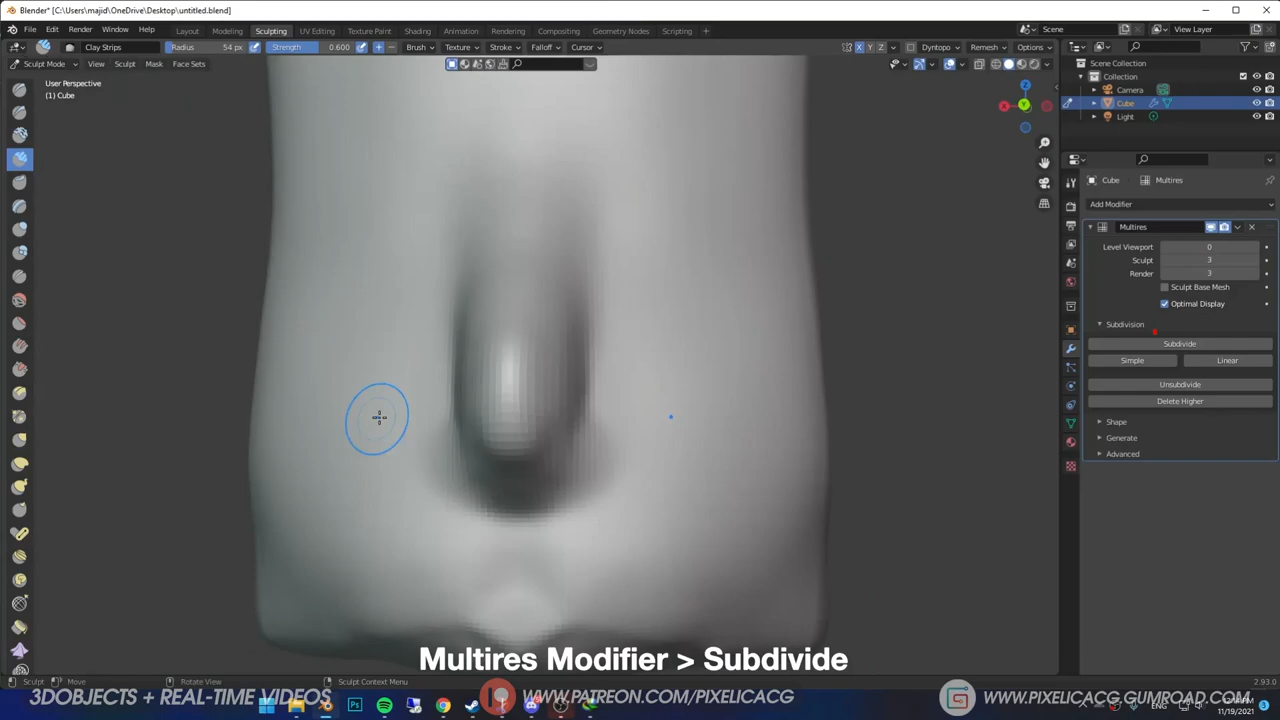 Blender* [C:\Users\majid\OneDrive\Desktop\untitled.blend]
File Edit Render Window Help Layout Modeling Sculpting UV Editing Texture Paint Shading Animation Rendering Compositing Geometry Nodes Scripting + Scene View Layer
Clay Strips Radius 54 px Strength 0.600 Brush Texture Stroke Falloff Cursor X Y Z Dyntopo Remesh Options
Sculpt Mode View Sculpt Mask Face Sets
User Perspective
(1) Cube
Scene Collection
Collection
Camera
Cube
Light
Cube Multires
Add Modifier
Multires
Level Viewport 0
Sculpt 3
Render 3
Sculpt Base Mesh
Optimal Display
Subdivision
Subdivide
Simple Linear
Unsubdivide
Delete Higher
Shape
Generate
Advanced
Multires Modifier > Subdivide
Sculpt Move Rotate View Sculpt Context Menu 2.93.0
3DOBJECTS + REAL-TIME VIDEOS WWW.PATREON.COM/PIXELICACG WWW.PIXELICACG.GUMROAD.COM
11/19/2021